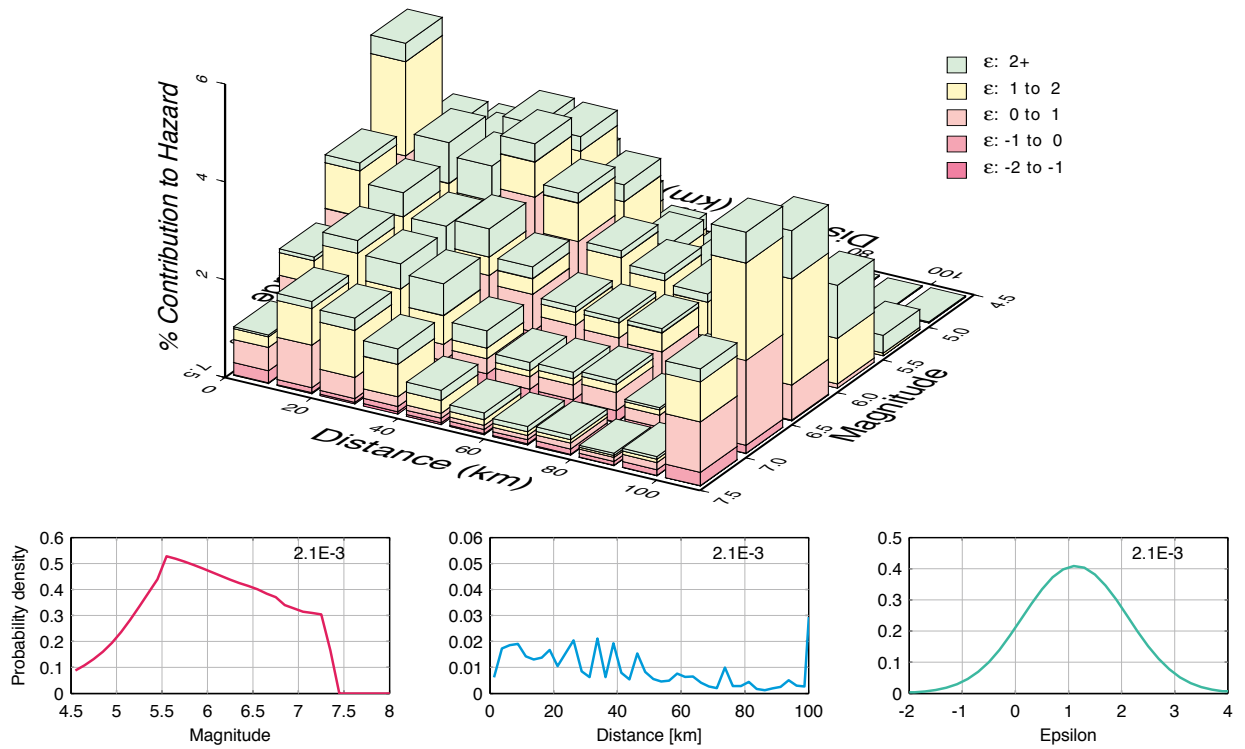 % Contribution to Hazard
6
4
2
ε: 2+
ε: 1 to 2
ε: 0 to 1
ε: -1 to 0
ε: -2 to -1
(km)
Dis
80
100
4.5
5.0
5.5
6.0
6.5
7.0
7.5
Magnitude
7.5
0
20
40
60
80
100
Distance (km)
Probability density
0.6
0.5
0.4
0.3
0.2
0.1
0
2.1E-3
4.5 5 5.5 6 6.5 7 7.5 8
Magnitude
0.06
0.05
0.04
0.03
0.02
0.01
0
2.1E-3
0 20 40 60 80 100
Distance [km]
0.5
0.4
0.3
0.2
0.1
0
2.1E-3
-2 -1 0 1 2 3 4
Epsilon